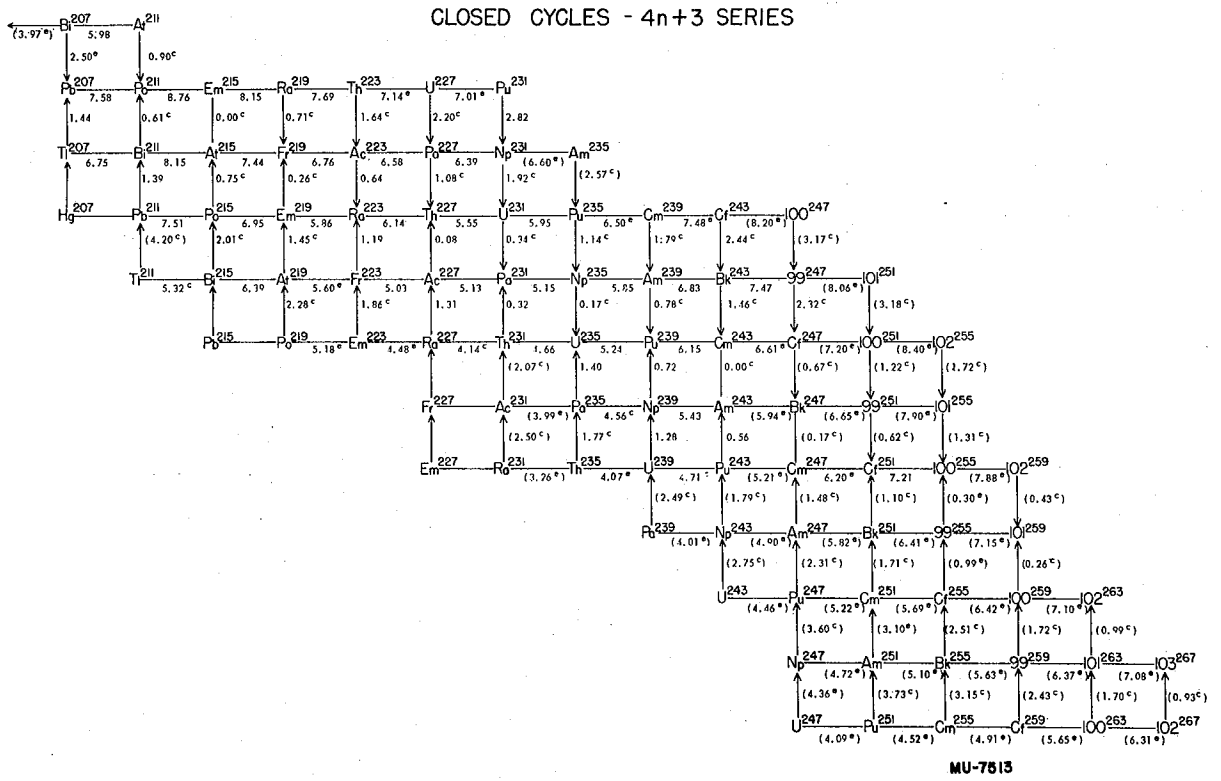 CLOSED CYCLES - 4n+3 SERIES
Bi207 At211
(3.97e) 5.98
2.50e 0.90c
Pb207 Po211 Em215 Ra219 Th223 U227 Pu231
7.58 8.76 8.15 7.69 7.14e 7.01e
1.44 0.61c 0.00c 0.71c 1.64c 2.20c 2.82
Tl207 Bi211 At215 Fr219 Ac223 Pa227 Np231 Am235
6.75 8.15 7.44 6.76 6.58 6.39 (6.60e)
1.39 0.75c 0.26c 0.64 1.08c 1.92c (2.57c)
Hg207 Pb211 Po215 Em219 Ra223 Th227 U231 Pu235 Cm239 Cf243 100247
7.51 6.95 5.86 6.14 5.55 5.95 6.50e 7.48e (8.20e)
(4.20c) 2.01c 1.45c 1.19 0.08 0.34c 1.14c 1.79c 2.44c (3.17c)
Tl211 Bi215 At219 Fr223 Ac227 Pa231 Np235 Am239 Bk243 99247 101251
5.32c 6.39 5.60e 5.03 5.13 5.15 5.85 6.83 7.47 (8.06e)
2.28c 1.86c 1.31 0.32 0.17c 0.78c 1.46c 2.32c (3.18c)
Pb215 Po219 Em223 Ra227 Th231 U235 Pu239 Cm243 Cf247 100251 102255
5.18e 4.48e 4.14c 4.66 5.24 6.15 6.61e (7.20e) (8.40e)
(2.07c) 1.40 0.72 0.00c (0.67c) (1.22c) (2.72c)
Fr227 Ac231 Pa235 Np239 Am243 Bk247 99251 101255
(3.99e) 4.56c 5.43 (5.94e) (6.65e) (7.90e)
(2.50c) 1.77c 1.28 0.56 (0.17c) (0.62c) (1.31c)
Em227 Ra231 Th235 U239 Pu243 Cm247 Cf251 100255 102259
(3.26e) 4.07e 4.71c (5.21e) 6.20e 7.21 (7.88e)
(2.49c) (1.79c) (1.48c) (1.10c) (0.30e) (0.43c)
Pa239 Np243 Am247 Bk251 99255 101259
(4.01e) (4.90e) (5.82e) (6.41e) (7.15e)
(2.75c) (2.31c) (1.71c) (0.99e) (0.26c)
U243 Pu247 Cm251 Cf255 100259 102263
(4.46e) (5.22e) (5.69e) (6.42e) (7.10e)
(3.60c) (3.10e) (2.51c) (1.72c) (0.99c)
Np247 Am251 Bk255 99259 101263 103267
(4.72e) (5.10e) (5.63e) (6.37e) (7.08e)
(4.36e) (3.73c) (3.15c) (2.43c) (1.70c) (0.93c)
U247 Pu251 Cm255 Cf259 100263 102267
(4.09e) (4.52e) (4.91e) (5.65e) (6.31e)
MU-7513